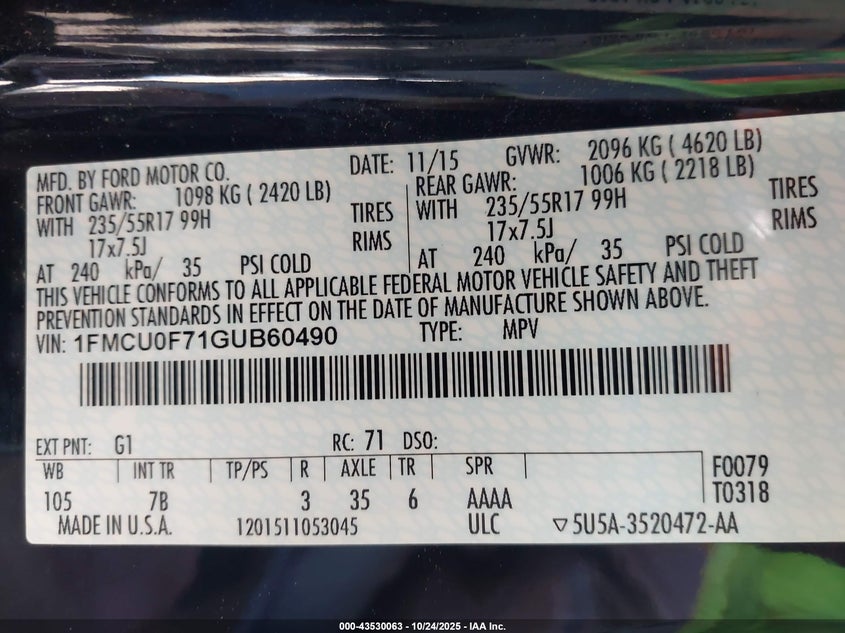 MFD. BY FORD MOTOR CO. DATE: 11/15 GVWR: 2096 KG ( 4620 LB)
FRONT GAWR: 1098 KG ( 2420 LB) REAR GAWR: 1006 KG ( 2218 LB)
WITH 235/55R17 99H TIRES WITH 235/55R17 99H TIRES
17x7.5J RIMS 17x7.5J RIMS
AT 240 kPa/ 35 PSI COLD AT 240 kPa/ 35 PSI COLD
THIS VEHICLE CONFORMS TO ALL APPLICABLE FEDERAL MOTOR VEHICLE SAFETY AND THEFT
PREVENTION STANDARDS IN EFFECT ON THE DATE OF MANUFACTURE SHOWN ABOVE.
VIN: 1FMCU0F71GUB60490 TYPE: MPV
EXT PNT: G1 RC: 71 DSO:
WB INT TR TP/PS R AXLE TR SPR F0079
105 7B 3 35 6 AAAA T0318
MADE IN U.S.A. 1201511053045 ULC ▽5U5A-3520472-AA
000-43530063 - 10/24/2025 - IAA Inc.